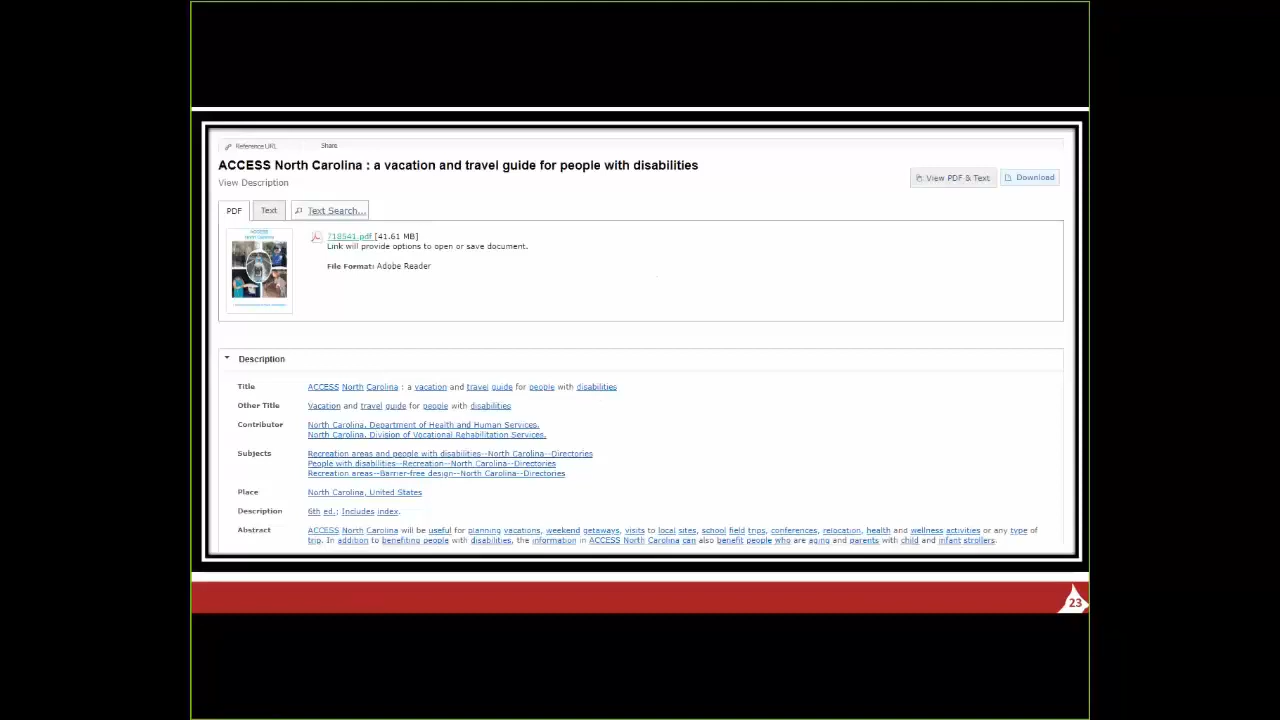 Reference URL Share
ACCESS North Carolina : a vacation and travel guide for people with disabilities
View Description
View PDF & Text Download
PDF Text Text Search...
718541.pdf [41.61 MB]
Link will provide options to open or save document.
File Format: Adobe Reader
Description
Title ACCESS North Carolina : a vacation and travel guide for people with disabilities
Other Title Vacation and travel guide for people with disabilities
Contributor North Carolina. Department of Health and Human Services.
North Carolina. Division of Vocational Rehabilitation Services.
Subjects Recreation areas and people with disabilities--North Carolina--Directories
People with disabilities--Recreation--North Carolina--Directories
Recreation areas--Barrier-free design--North Carolina--Directories
Place North Carolina, United States
Description 6th ed.; Includes index.
Abstract ACCESS North Carolina will be useful for planning vacations, weekend getaways, visits to local sites, school field trips, conferences, relocation, health and wellness activities or any type of
trip. In addition to benefiting people with disabilities, the information in ACCESS North Carolina can also benefit people who are aging and parents with child and infant strollers.
23